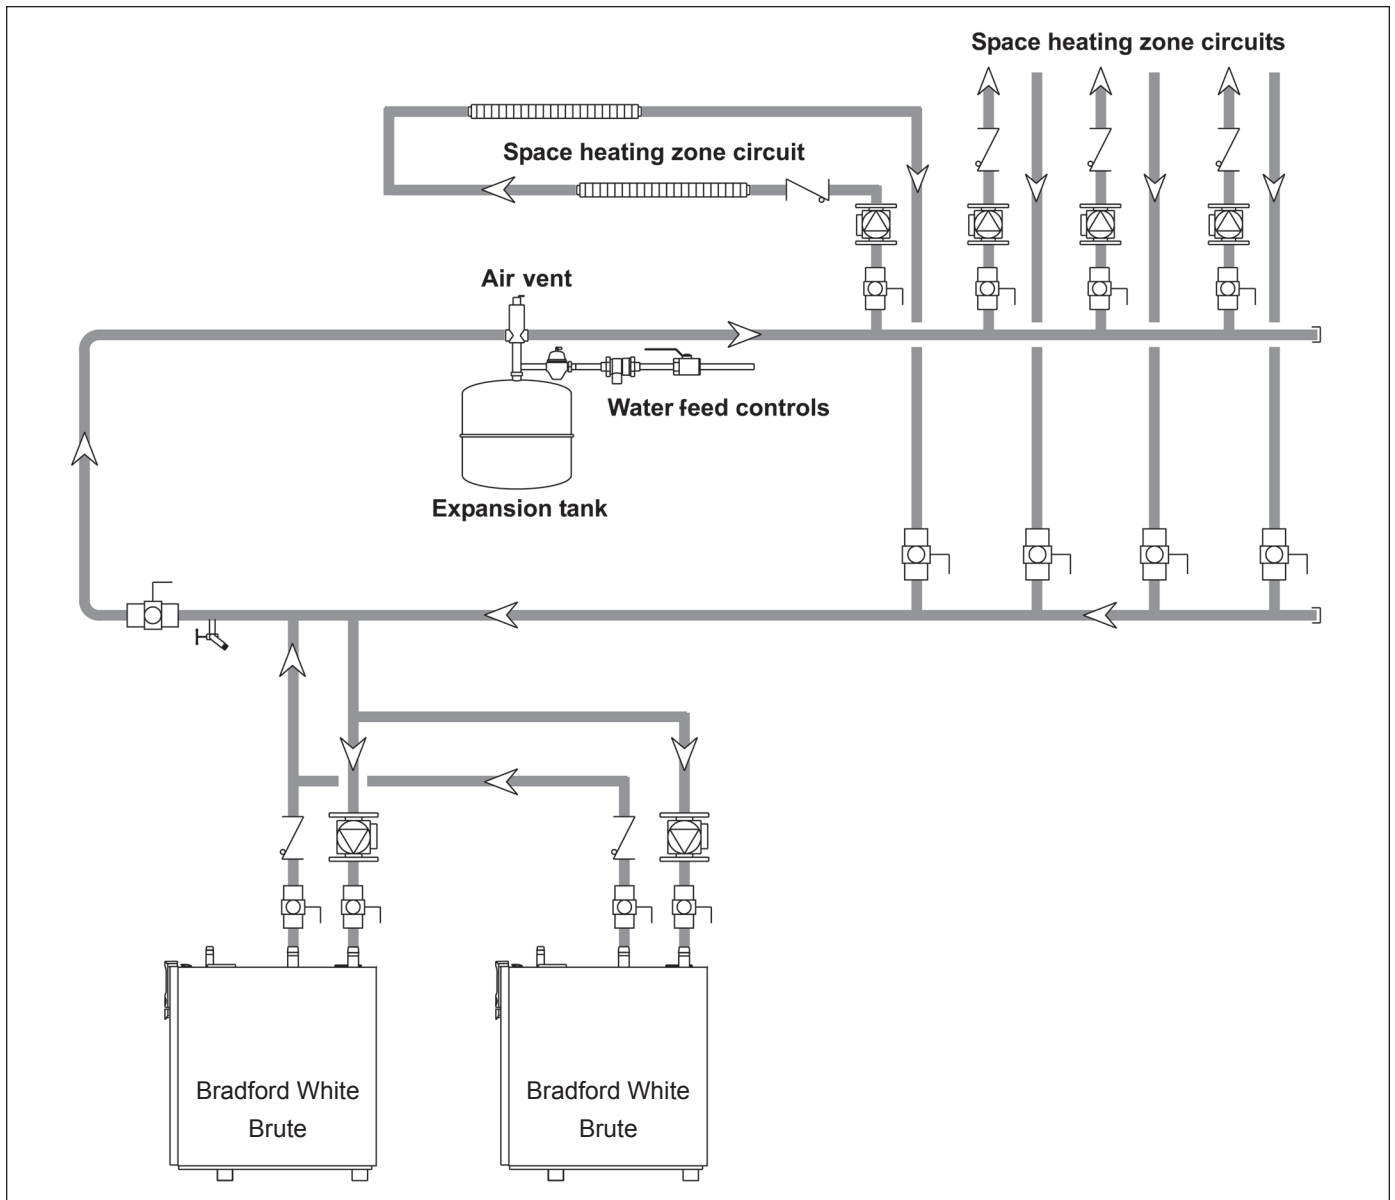 Space heating zone circuits
Space heating zone circuit
Air vent
Water feed controls
Expansion tank
Bradford White
Brute
Bradford White
Brute